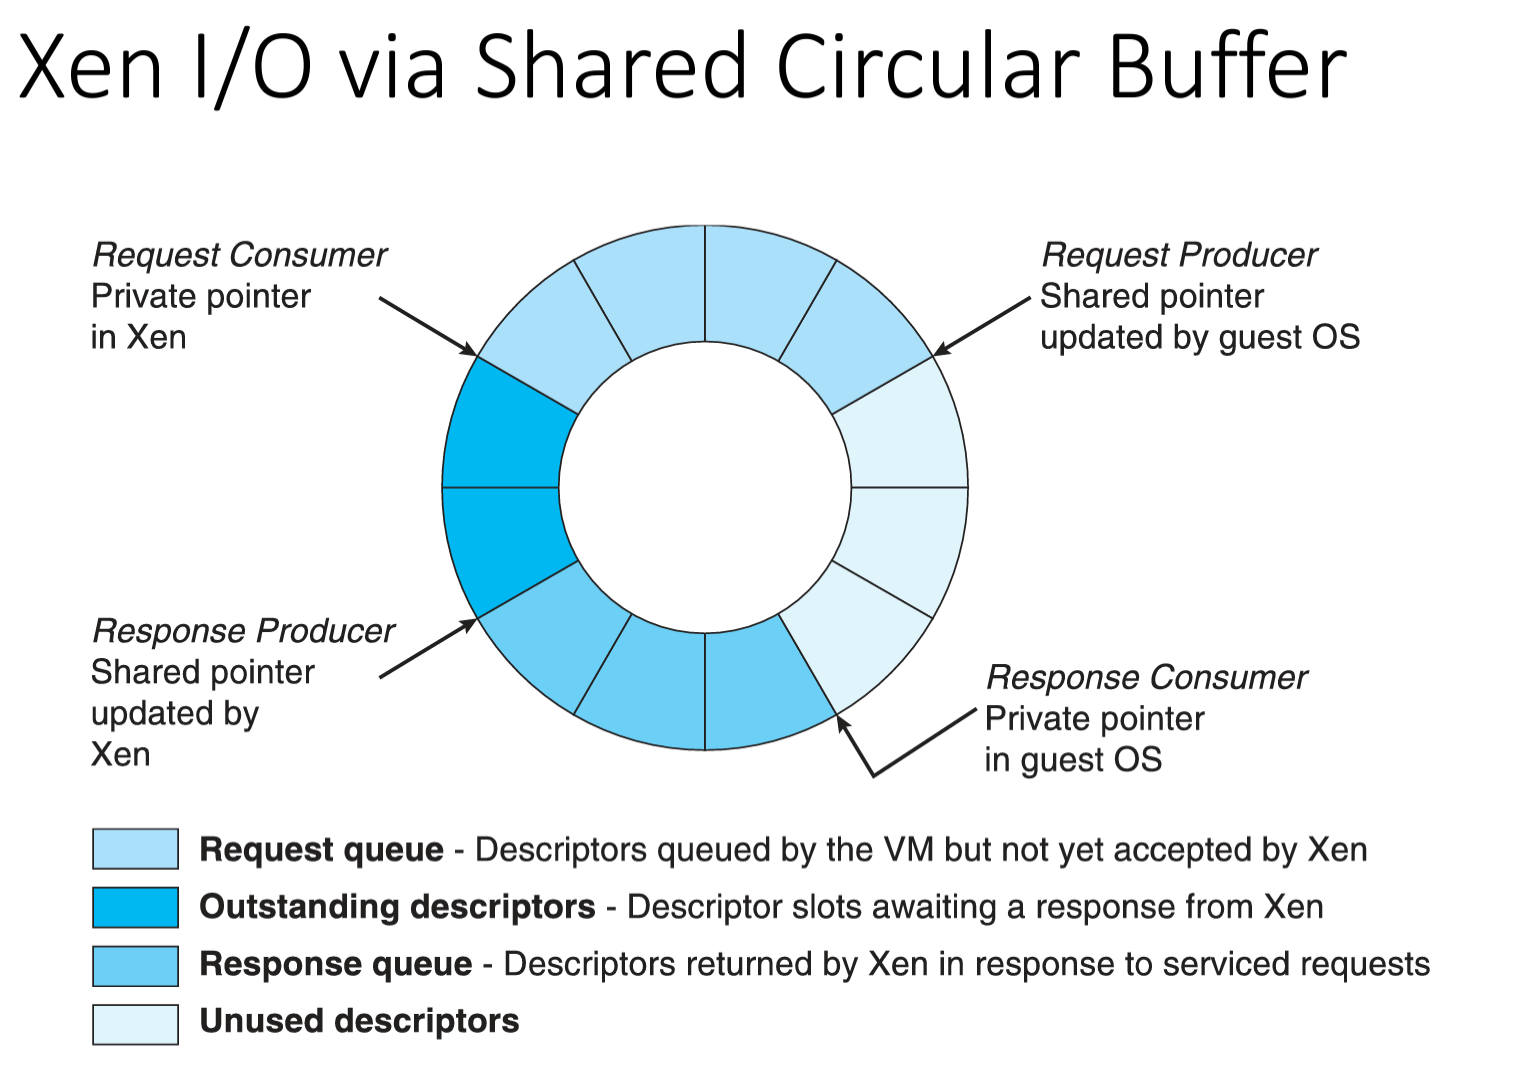 Xen I/O via Shared Circular Buffer
Request Consumer
Private pointer
in Xen
Request Producer
Shared pointer
updated by guest OS
Response Producer
Shared pointer
updated by
Xen
Response Consumer
Private pointer
in guest OS
Request queue - Descriptors queued by the VM but not yet accepted by Xen
Outstanding descriptors - Descriptor slots awaiting a response from Xen
Response queue - Descriptors returned by Xen in response to serviced requests
Unused descriptors